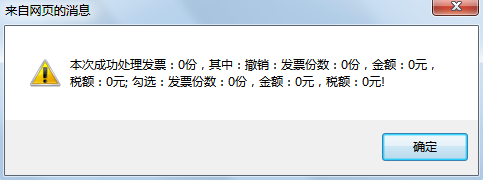 来自网页的消息
本次成功处理发票：0份，其中：撤销：发票份数：0份，金额：0元，
税额：0元; 勾选：发票份数：0份，金额：0元，税额：0元!
确定